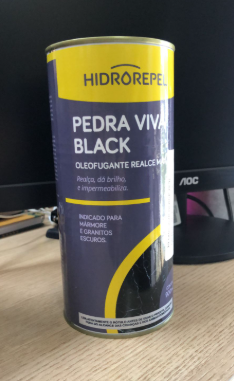 HIDROREPEL
PEDRA VIVA
BLACK
OLEOFUGANTE REALCE
Realça, dá brilho,
e impermeabiliza.
AOC
INDICADO PARA
MÁRMORE
E GRANITOS
ESCUROS.